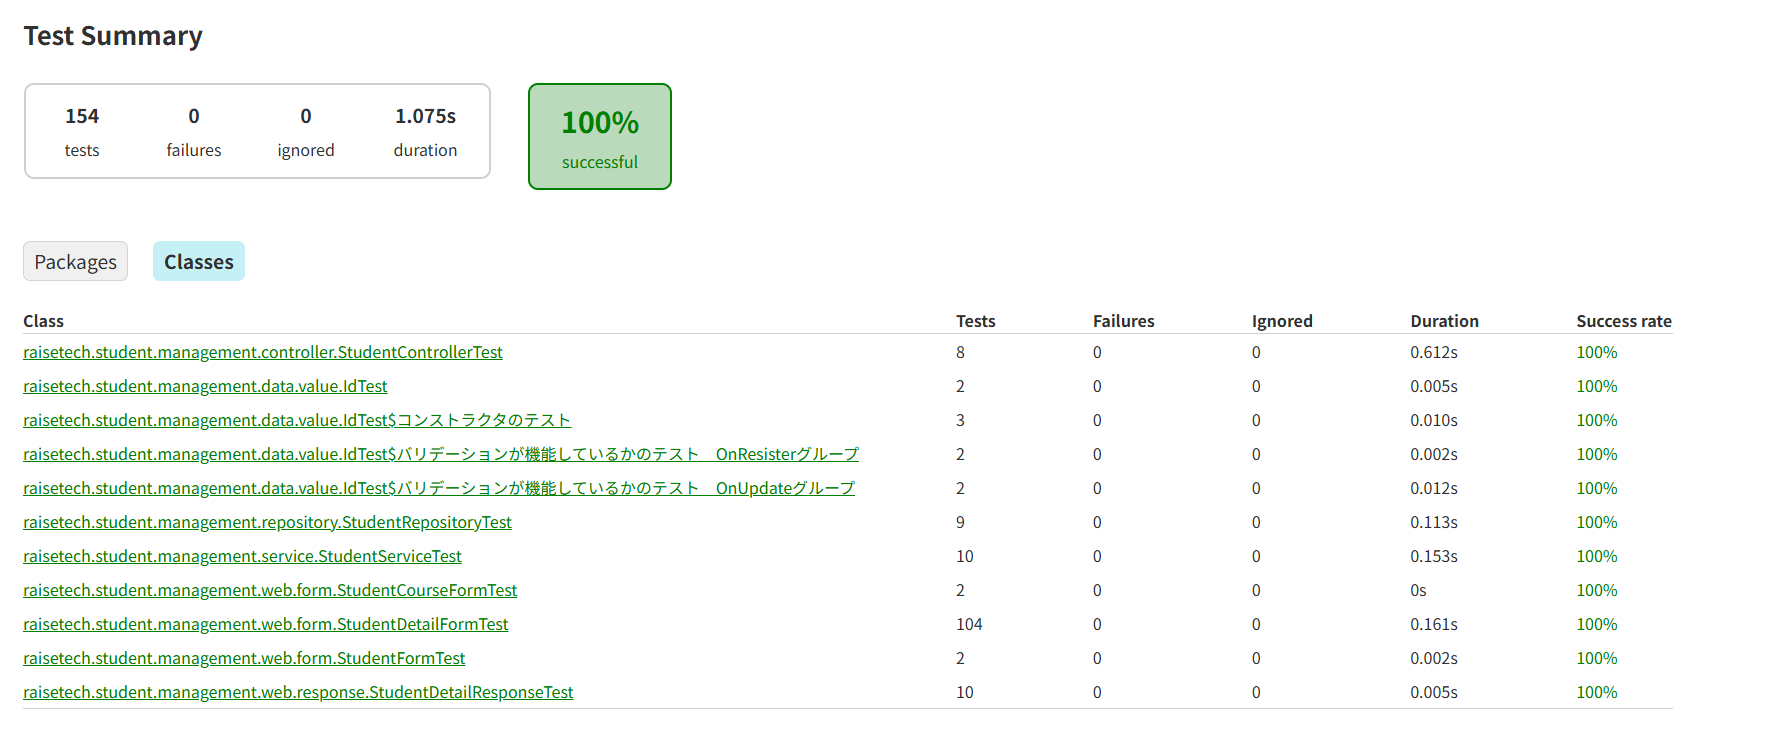 Test Summary
154 0 0 1.075s
tests failures ignored duration
100%
successful
Packages Classes
Class Tests Failures Ignored Duration Success rate
raisetech.student.management.controller.StudentControllerTest 8 0 0 0.612s 100%
raisetech.student.management.data.value.IdTest 2 0 0 0.005s 100%
raisetech.student.management.data.value.IdTest$コンストラクタのテスト 3 0 0 0.010s 100%
raisetech.student.management.data.value.IdTest$バリデーションが機能しているかのテスト　OnResisterグループ 2 0 0 0.002s 100%
raisetech.student.management.data.value.IdTest$バリデーションが機能しているかのテスト　OnUpdateグループ 2 0 0 0.012s 100%
raisetech.student.management.repository.StudentRepositoryTest 9 0 0 0.113s 100%
raisetech.student.management.service.StudentServiceTest 10 0 0 0.153s 100%
raisetech.student.management.web.form.StudentCourseFormTest 2 0 0 0s 100%
raisetech.student.management.web.form.StudentDetailFormTest 104 0 0 0.161s 100%
raisetech.student.management.web.form.StudentFormTest 2 0 0 0.002s 100%
raisetech.student.management.web.response.StudentDetailResponseTest 10 0 0 0.005s 100%